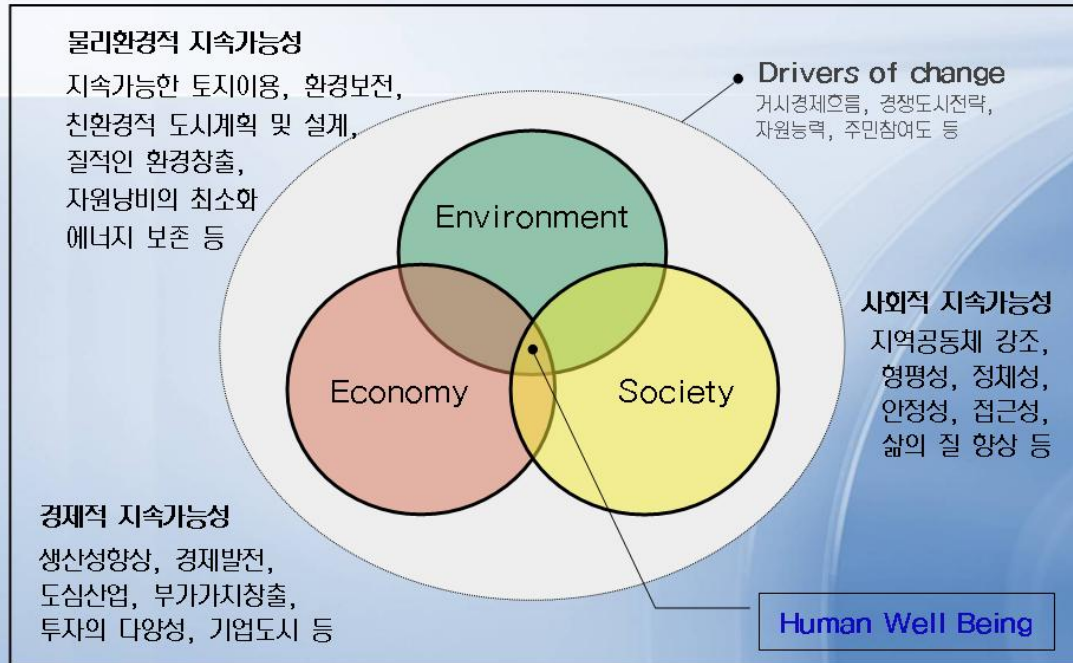 물리환경적 지속가능성
지속가능한 토지이용, 환경보전,
친환경적 도시계획 및 설계,
질적인 환경창출,
자원낭비의 최소화
에너지 보존 등
Drivers of change
거시경제흐름, 경쟁도시전략,
자원능력, 주민참여도 등
Environment
Economy
Society
사회적 지속가능성
지역공동체 강조,
형평성, 정체성,
안정성, 접근성,
삶의 질 향상 등
경제적 지속가능성
생산성향상, 경제발전,
도심산업, 부가가치창출,
투자의 다양성, 기업도시 등
Human Well Being